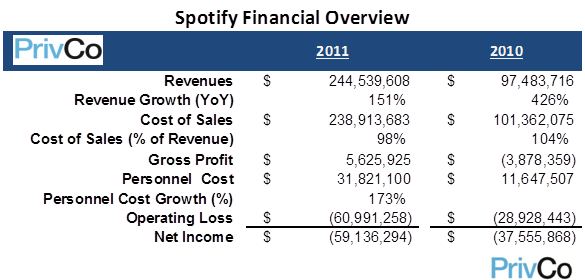 Spotify Financial Overview
PrivCo
2011 2010
Revenues $ 244,539,608 $ 97,483,716
Revenue Growth (YoY) 151% 426%
Cost of Sales $ 238,913,683 $ 101,362,075
Cost of Sales (% of Revenue) 98% 104%
Gross Profit $ 5,625,925 $ (3,878,359)
Personnel Cost $ 31,821,100 $ 11,647,507
Personnel Cost Growth (%) 173%
Operating Loss $ (60,991,258) $ (28,928,443)
Net Income $ (59,136,294) $ (37,555,868)
PrivCo